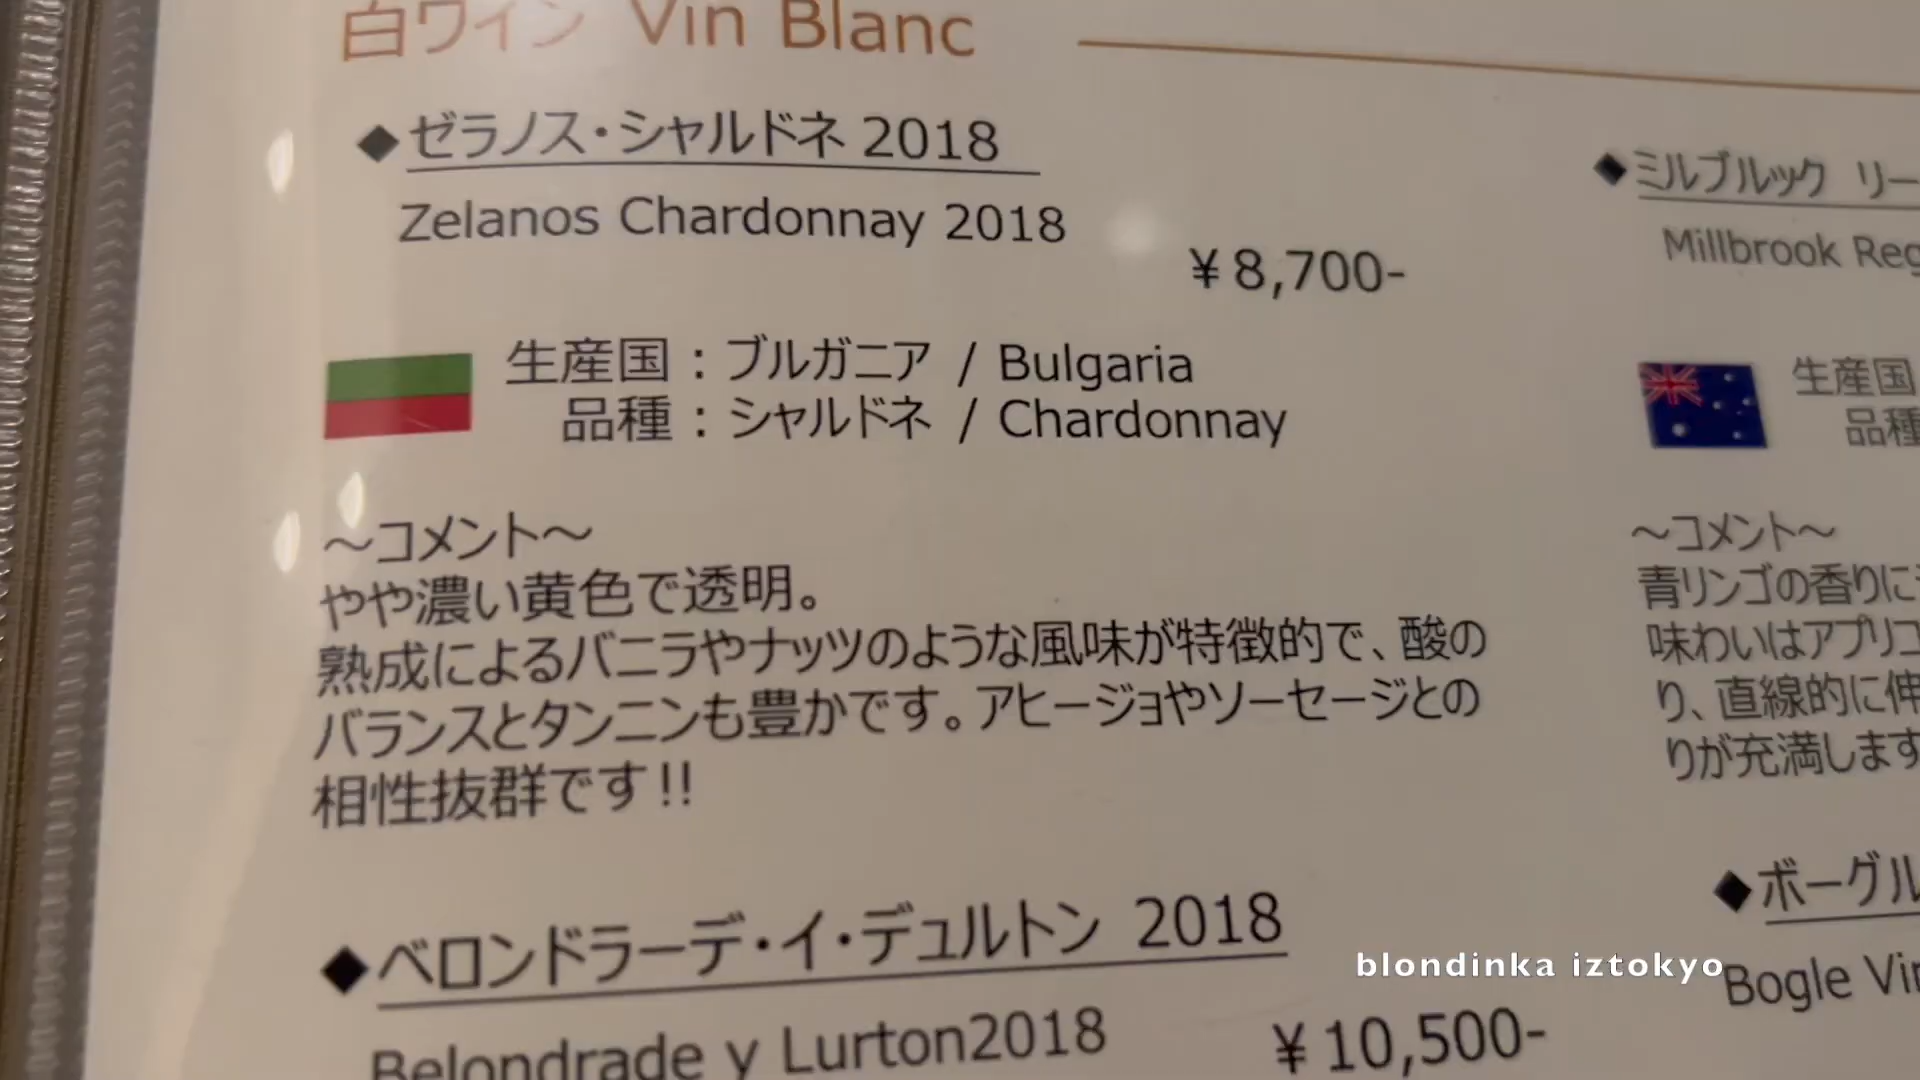 白ワイン Vin Blanc
◆ゼラノス・シャルドネ 2018
Zelanos Chardonnay 2018
¥8,700-
生産国：ブルガニア / Bulgaria
品種：シャルドネ / Chardonnay
～コメント～
やや濃い黄色で透明。
熟成によるバニラやナッツのような風味が特徴的で、酸の
バランスとタンニンも豊かです。アヒージョやソーセージとの
相性抜群です!!
◆ベロンドラーデ・イ・デュルトン 2018
Belondrade y Lurton2018
¥10,500-
◆ミルブルック リー
Millbrook Reg
生産国
品種
～コメント～
青リンゴの香りに
味わいはアプリコ
り、直線的に伸
りが充満します
◆ボーグル
Bogle Vin
blondinka iztokyo